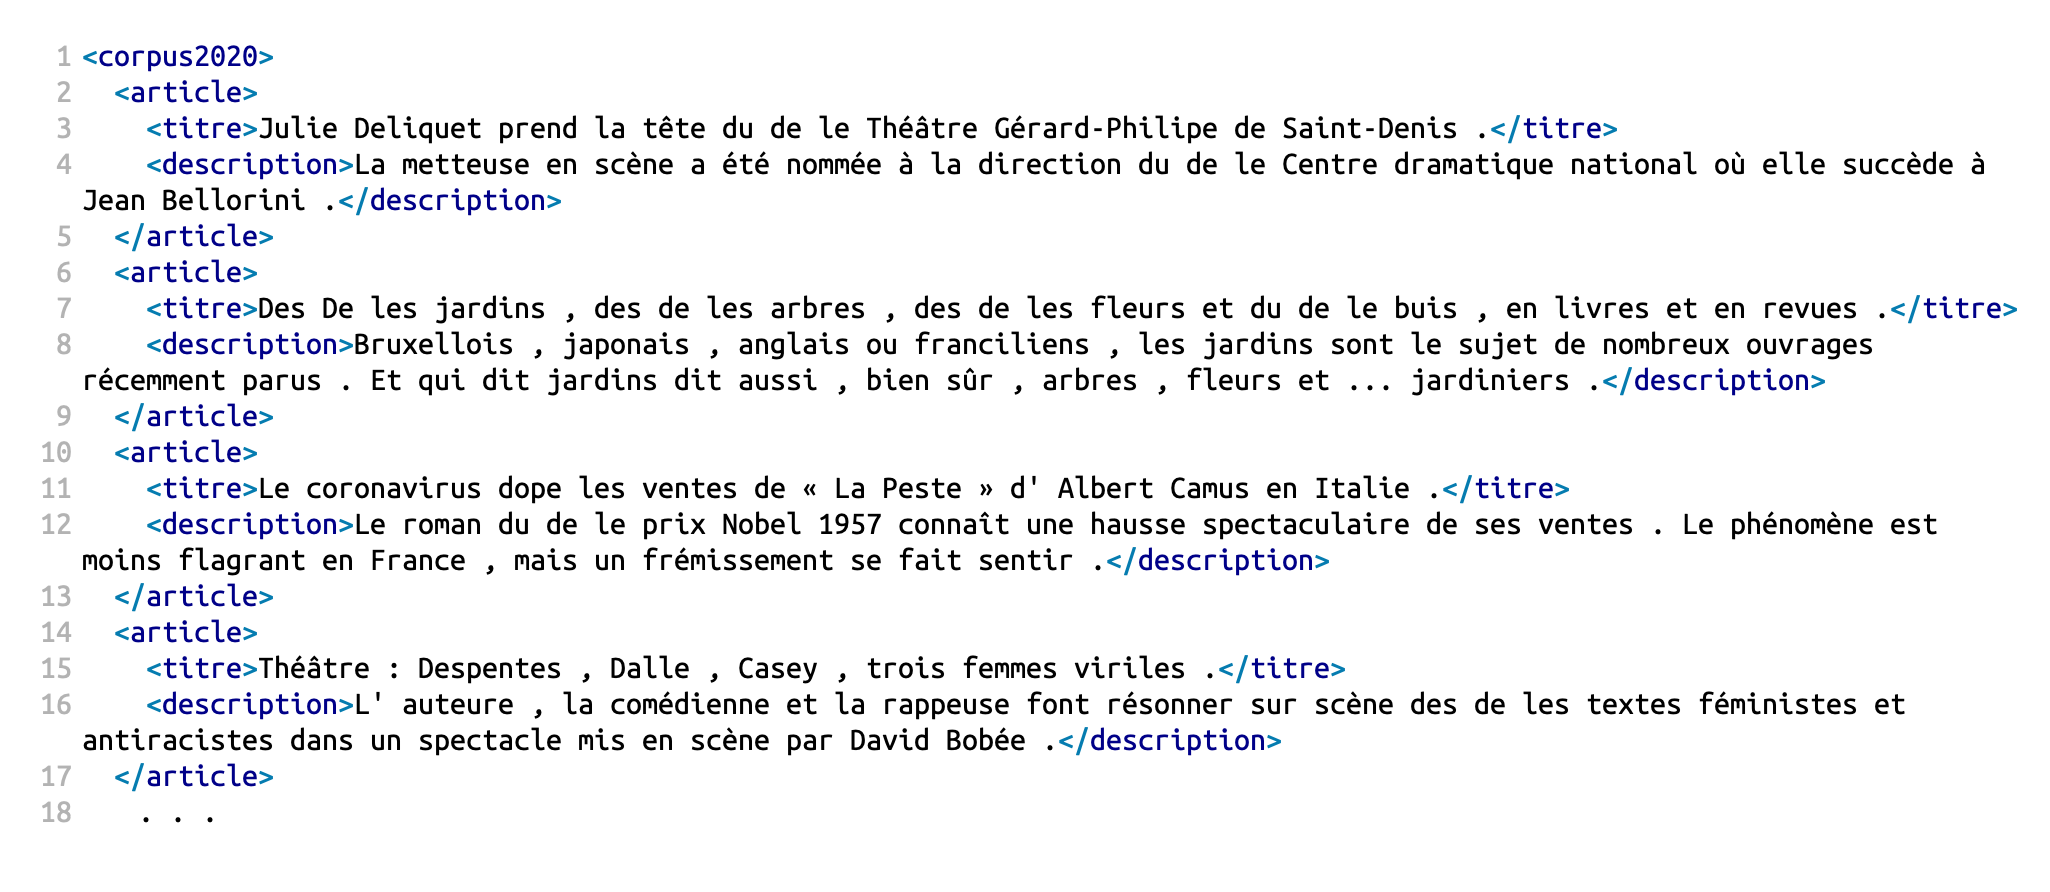 1 <corpus2020>
2 <article>
3 <titre>Julie Deliquet prend la tête du de le Théâtre Gérard-Philipe de Saint-Denis .</titre>
4 <description>La metteuse en scène a été nommée à la direction du de le Centre dramatique national où elle succède à
Jean Bellorini .</description>
5 </article>
6 <article>
7 <titre>Des De les jardins , des de les arbres , des de les fleurs et du de le buis , en livres et en revues .</titre>
8 <description>Bruxellois , japonais , anglais ou franciliens , les jardins sont le sujet de nombreux ouvrages
récemment parus . Et qui dit jardins dit aussi , bien sûr , arbres , fleurs et ... jardiniers .</description>
9 </article>
10 <article>
11 <titre>Le coronavirus dope les ventes de « La Peste » d' Albert Camus en Italie .</titre>
12 <description>Le roman du de le prix Nobel 1957 connaît une hausse spectaculaire de ses ventes . Le phénomène est
moins flagrant en France , mais un frémissement se fait sentir .</description>
13 </article>
14 <article>
15 <titre>Théâtre : Despentes , Dalle , Casey , trois femmes viriles .</titre>
16 <description>L' auteure , la comédienne et la rappeuse font résonner sur scène des de les textes féministes et
antiracistes dans un spectacle mis en scène par David Bobée .</description>
17 </article>
18 . . .